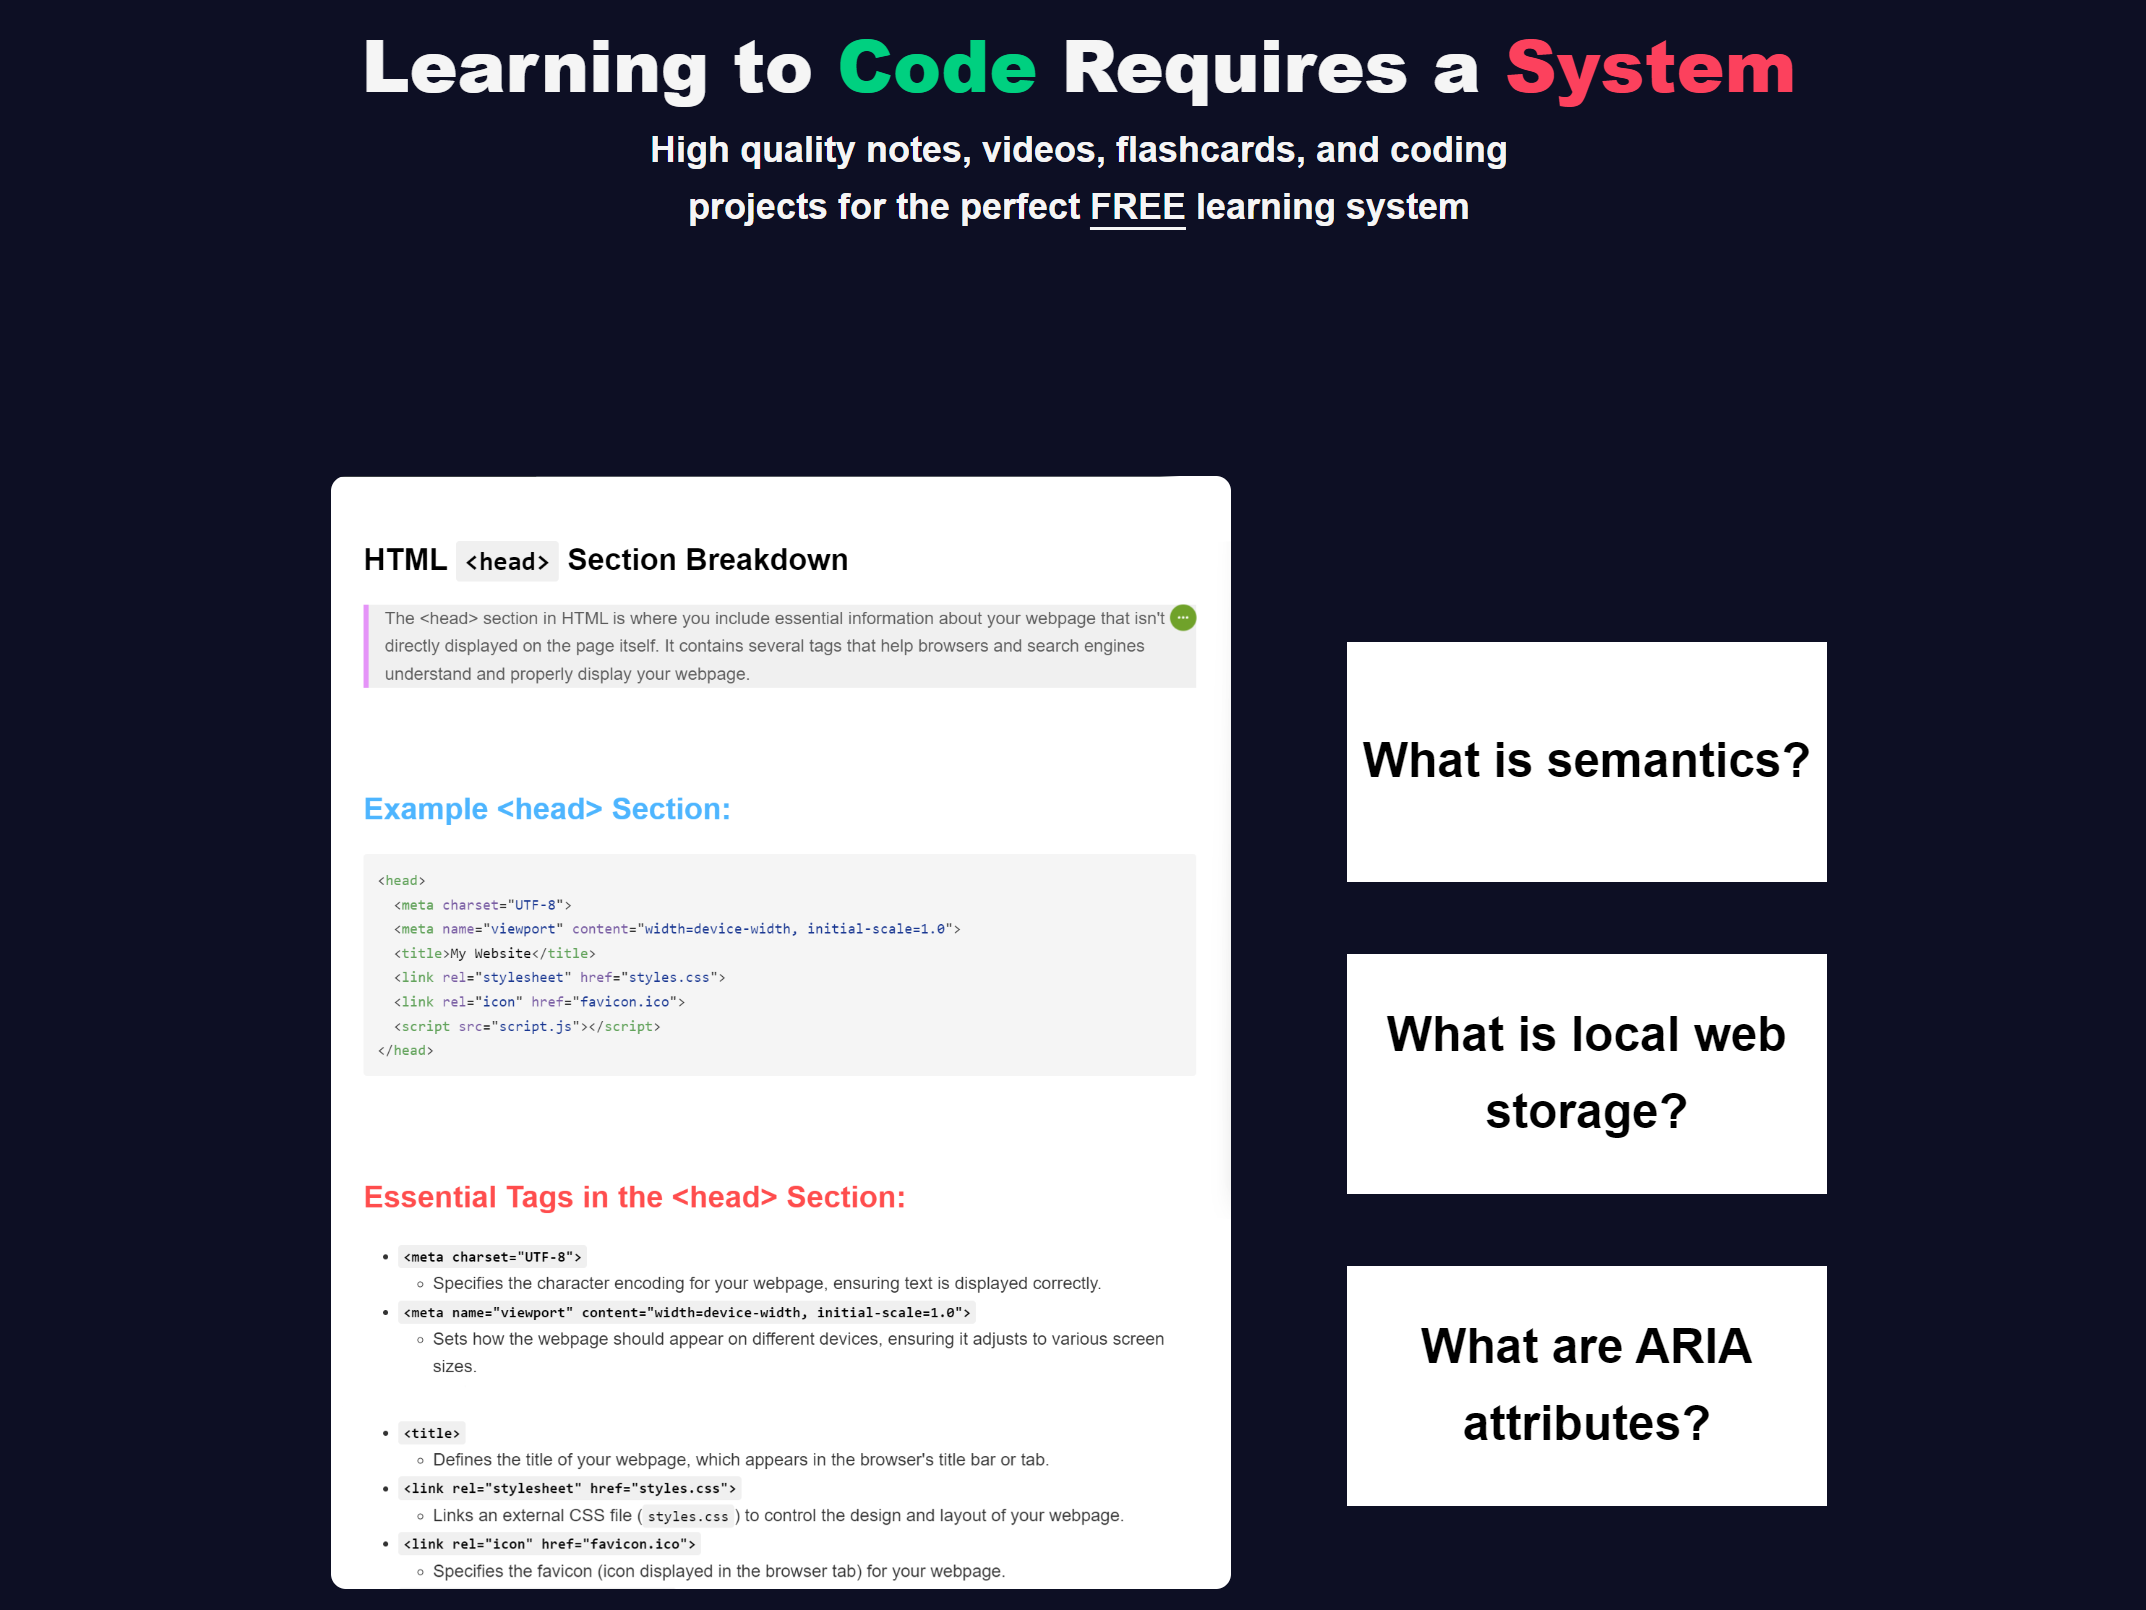 Learning to Code Requires a System
High quality notes, videos, flashcards, and coding
projects for the perfect FREE learning system
HTML <head> Section Breakdown
The <head> section in HTML is where you include essential information about your webpage that isn't
directly displayed on the page itself. It contains several tags that help browsers and search engines
understand and properly display your webpage.
Example <head> Section:
<head>
<meta charset="UTF-8">
<meta name="viewport" content="width=device-width, initial-scale=1.0">
<title>My Website</title>
<link rel="stylesheet" href="styles.css">
<link rel="icon" href="favicon.ico">
<script src="script.js"></script>
</head>
Essential Tags in the <head> Section:
<meta charset="UTF-8">
Specifies the character encoding for your webpage, ensuring text is displayed correctly.
<meta name="viewport" content="width=device-width, initial-scale=1.0">
Sets how the webpage should appear on different devices, ensuring it adjusts to various screen
sizes.
<title>
Defines the title of your webpage, which appears in the browser's title bar or tab.
<link rel="stylesheet" href="styles.css">
Links an external CSS file (styles.css) to control the design and layout of your webpage.
<link rel="icon" href="favicon.ico">
Specifies the favicon (icon displayed in the browser tab) for your webpage.
What is semantics?
What is local web
storage?
What are ARIA
attributes?